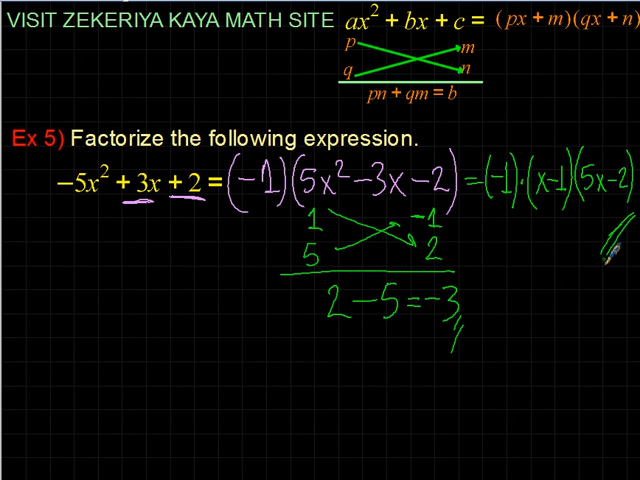 VISIT ZEKERIYA KAYA MATH SITE ax² + bx + c = (px + m)(qx + n)
p m
q n
pn + qm = b
Ex 5) Factorize the following expression.
−5x² + 3x + 2 = (−1)(5x² − 3x − 2) = (−1)·(x−1)(5x−2)
1 −1
5 2
2 − 5 = −3